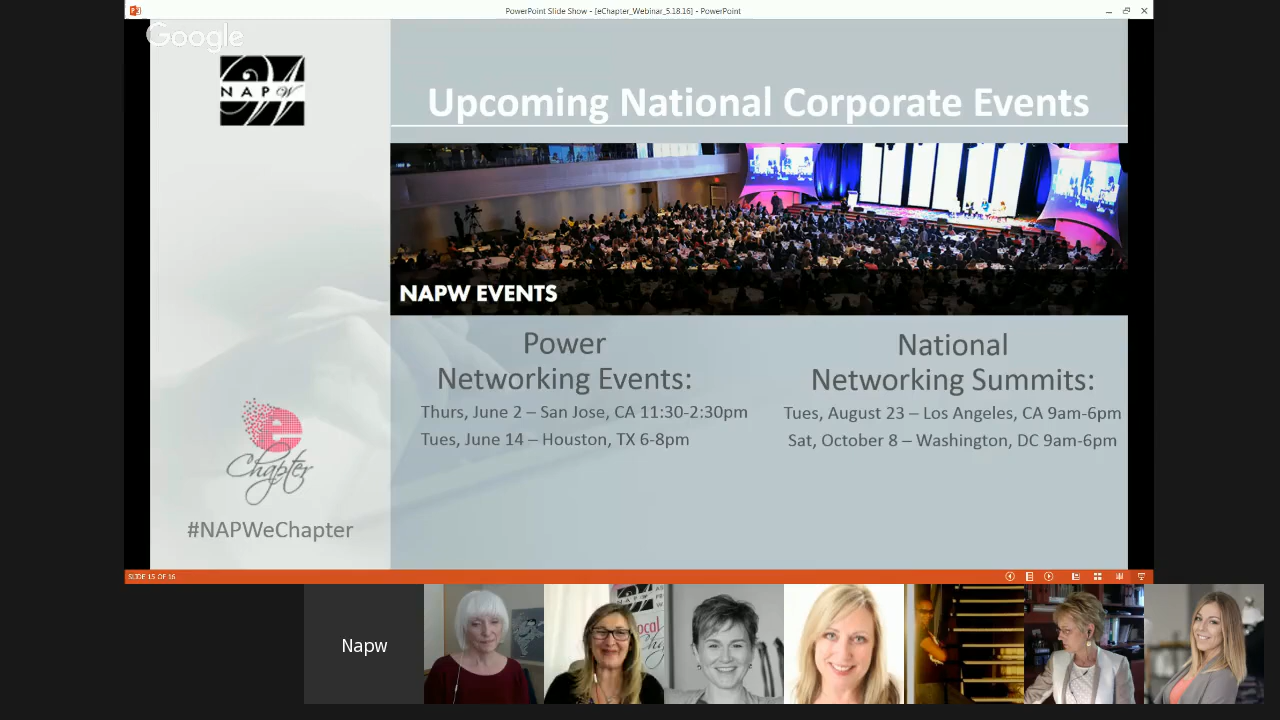 PowerPoint Slide Show - [eChapter_Webinar_5.18.16] - PowerPoint
Google
NAPW
Upcoming National Corporate Events
NAPW EVENTS
Power
Networking Events:
Thurs, June 2 – San Jose, CA 11:30-2:30pm
Tues, June 14 – Houston, TX 6-8pm
National
Networking Summits:
Tues, August 23 – Los Angeles, CA 9am-6pm
Sat, October 8 – Washington, DC 9am-6pm
e
Chapter
#NAPWeChapter
SLIDE 15 OF 16
Napw